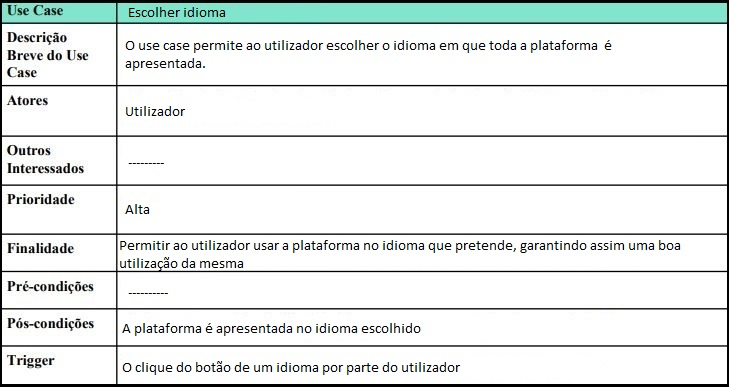 Use Case Escolher idioma
Descrição
Breve do Use
Case
O use case permite ao utilizador escolher o idioma em que toda a plataforma é
apresentada.
Atores
Utilizador
Outros
Interessados
---------
Prioridade
Alta
Finalidade
Permitir ao utilizador usar a plataforma no idioma que pretende, garantindo assim uma boa
utilização da mesma
Pré-condições
----------
Pós-condições
A plataforma é apresentada no idioma escolhido
Trigger
O clique do botão de um idioma por parte do utilizador